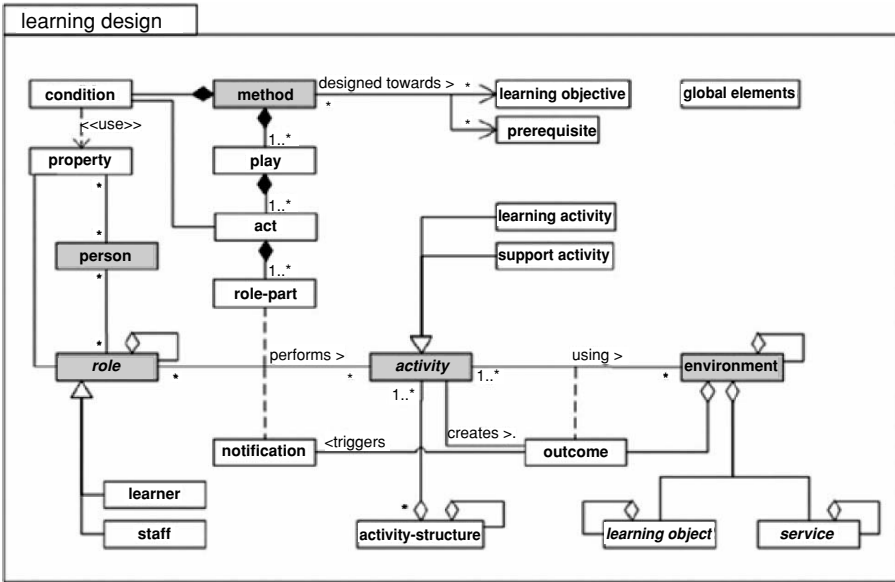 learning design
condition
method
designed towards >
*
*
learning objective
global elements
<<use>>
*
prerequisite
1..*
property
play
*
1..*
learning activity
act
*
person
support activity
*
1..*
role-part
*
role
performs >
activity
using >
environment
*
*
1..*
1..*
*
creates >.
notification
<triggers
outcome
learner
*
staff
activity-structure
learning object
service